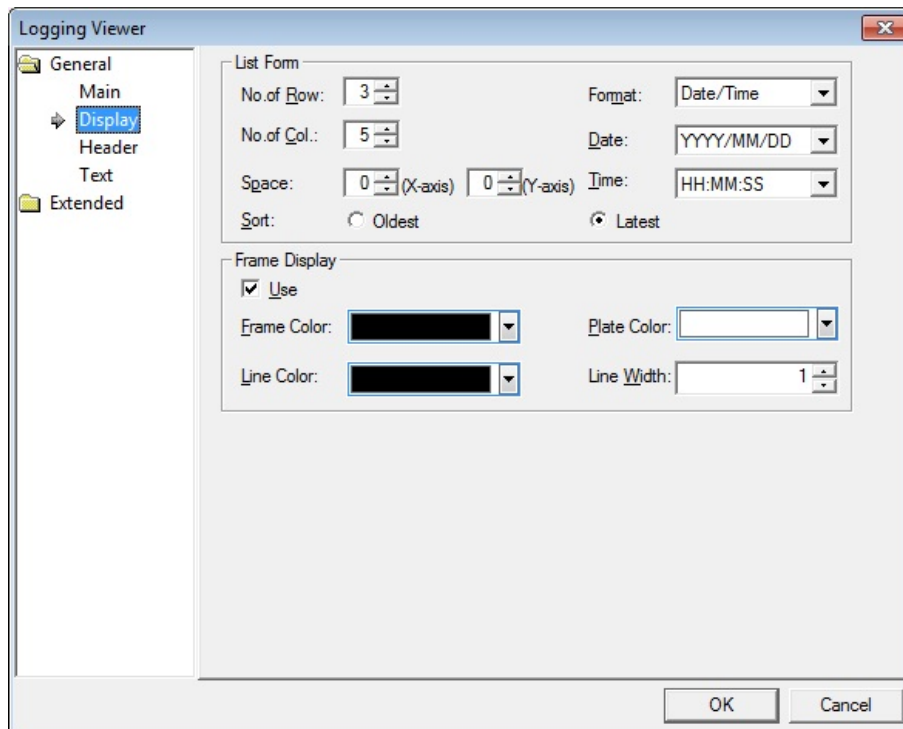 Logging Viewer
General
Main
Display
Header
Text
Extended
List Form
No.of Row: 3 Format: Date/Time
No.of Col.: 5 Date: YYYY/MM/DD
Space: 0 (X-axis) 0 (Y-axis) Time: HH:MM:SS
Sort: Oldest Latest
Frame Display
Use
Frame Color: Plate Color:
Line Color: Line Width: 1
OK Cancel